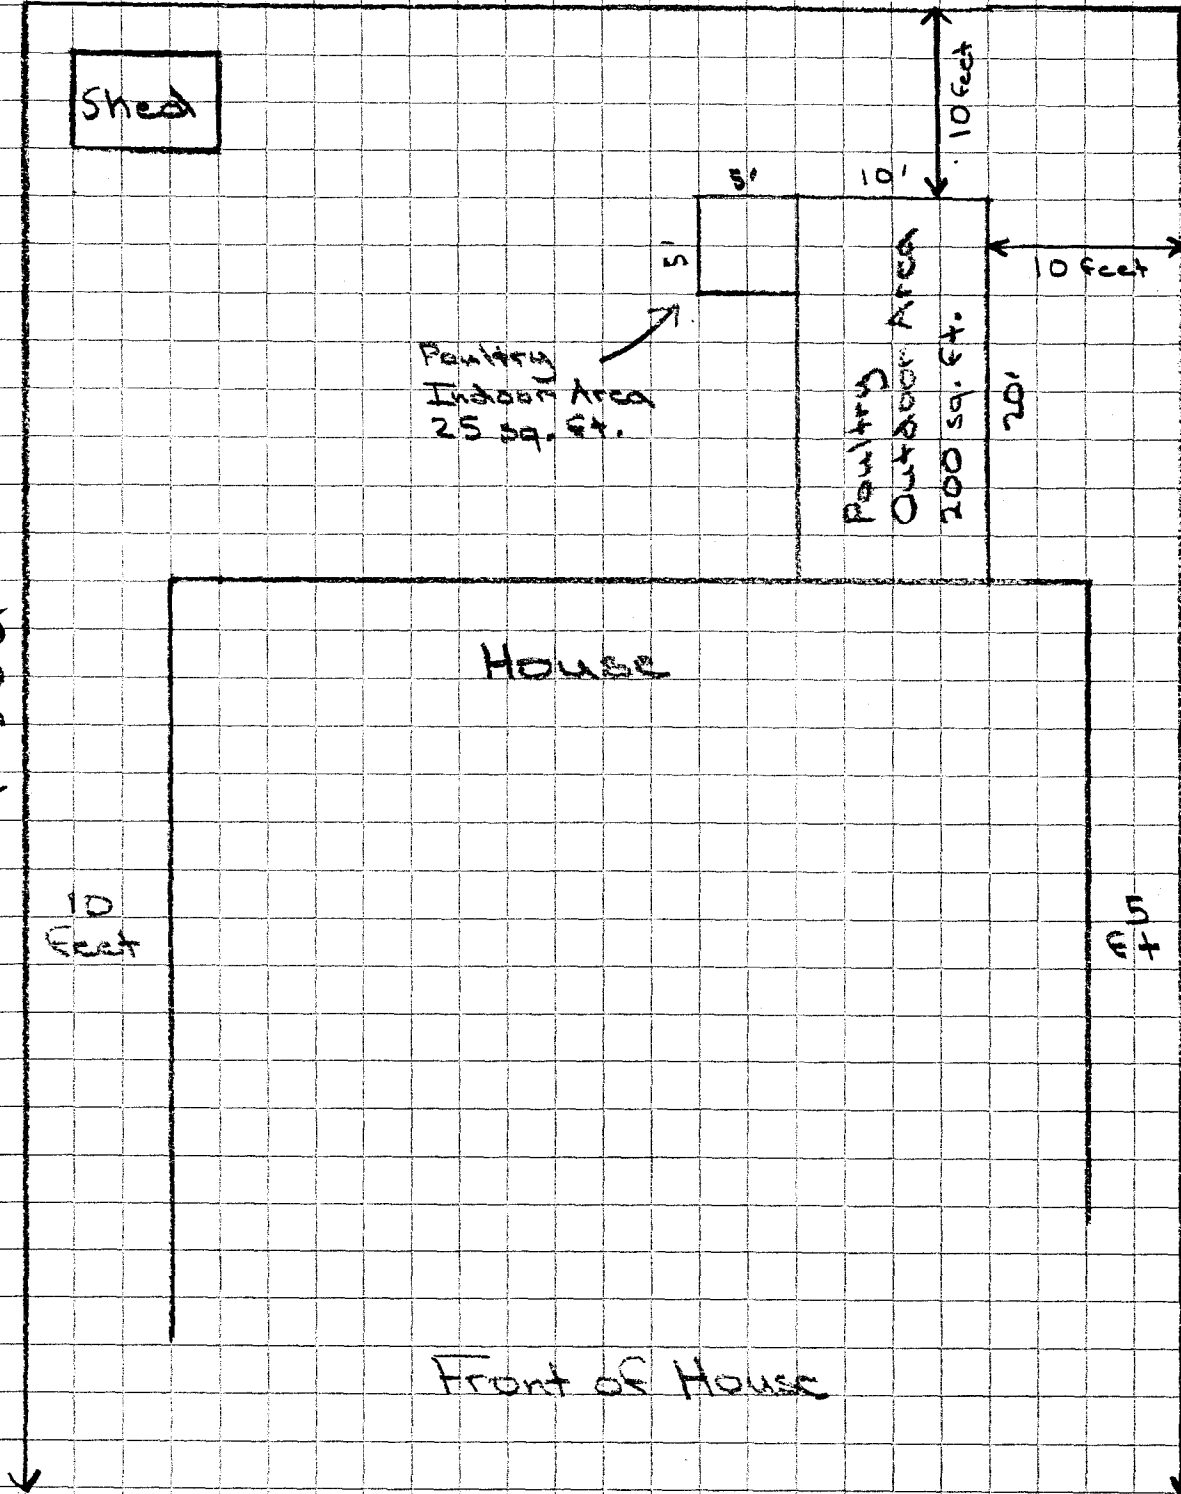 Shed
10 feet
5'
10'
5'
10 feet
Poultry
Indoor Area
25 sq. ft.
Poultry
Outdoor Area
200 sq. ft.
20'
House
10
feet
5
ft
Front of House